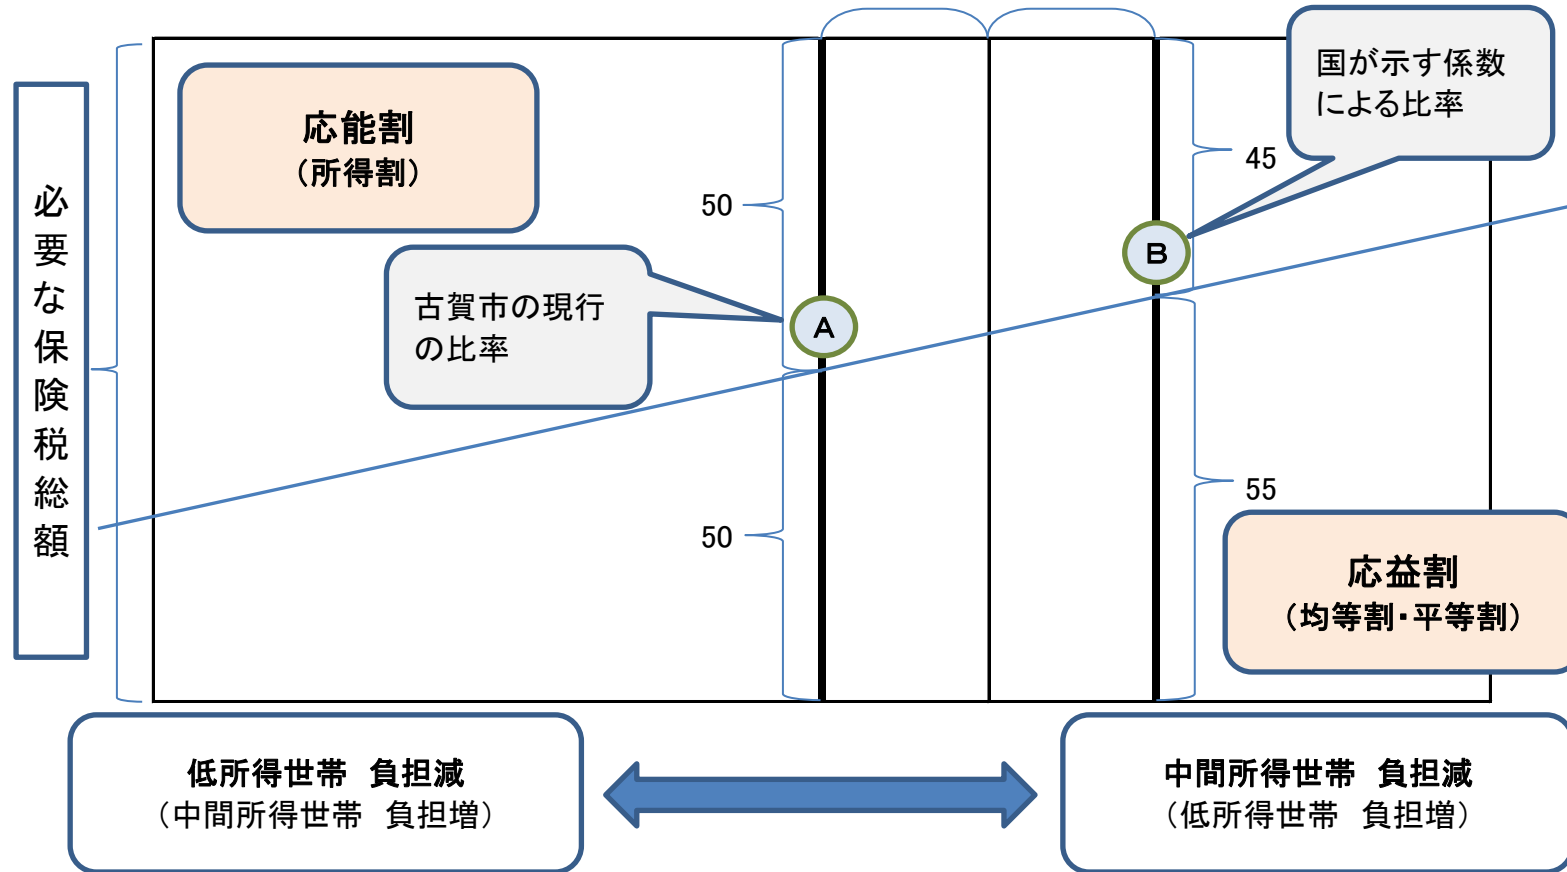 国が示す係数
による比率
応能割
（所得割）
45
50
必要な保険税総額
B
古賀市の現行
の比率
A
55
50
応益割
（均等割・平等割）
低所得世帯　負担減
（中間所得世帯　負担増）
中間所得世帯　負担減
（低所得世帯　負担増）